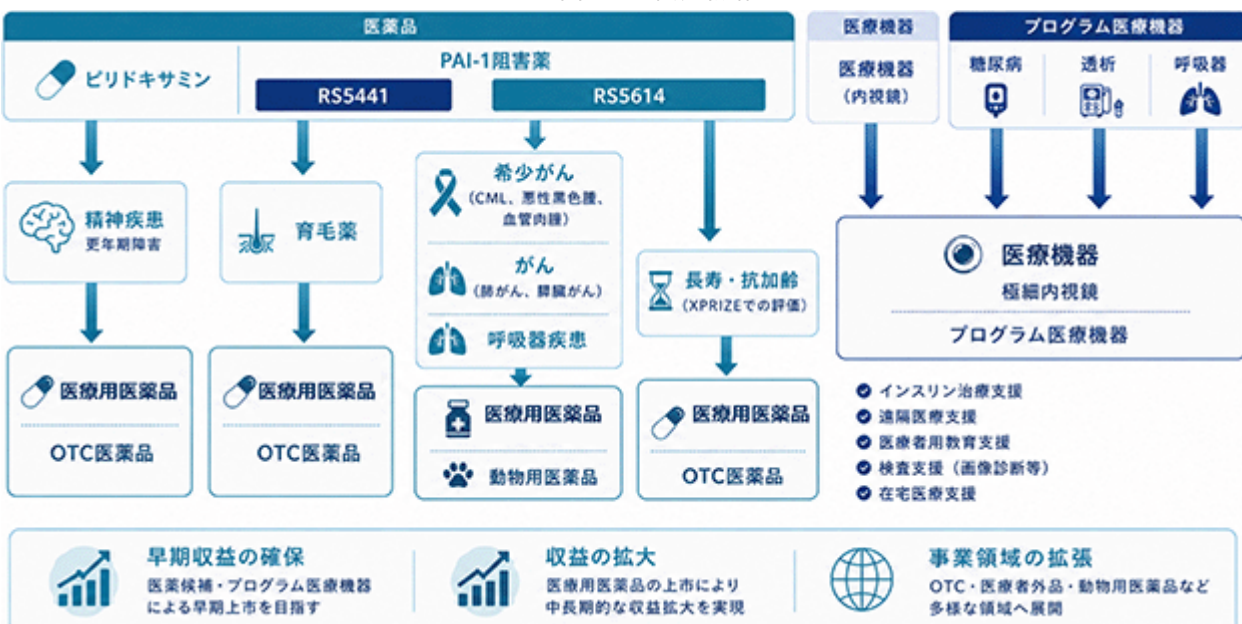 医薬品
医療機器
プログラム医療機器
ピリドキサミン
PAI-1阻害薬
RS5441
RS5614
医療機器
（内視鏡）
糖尿病
透析
呼吸器
精神疾患
更年期障害
育毛薬
希少がん
（CML、悪性黒色腫、
血管肉腫）
がん
（肺がん、膵臓がん）
呼吸器疾患
長寿・抗加齢
（XPRIZEでの評価）
医療機器
極細内視鏡
プログラム医療機器
医療用医薬品
OTC医薬品
医療用医薬品
OTC医薬品
医療用医薬品
動物用医薬品
医療用医薬品
OTC医薬品
インスリン治療支援
遠隔医療支援
医療者用教育支援
検査支援（画像診断等）
在宅医療支援
早期収益の確保
医薬候補・プログラム医療機器
による早期上市を目指す
収益の拡大
医療用医薬品の上市により
中長期的な収益拡大を実現
事業領域の拡張
OTC・医療者外品・動物用医薬品など
多様な領域へ展開